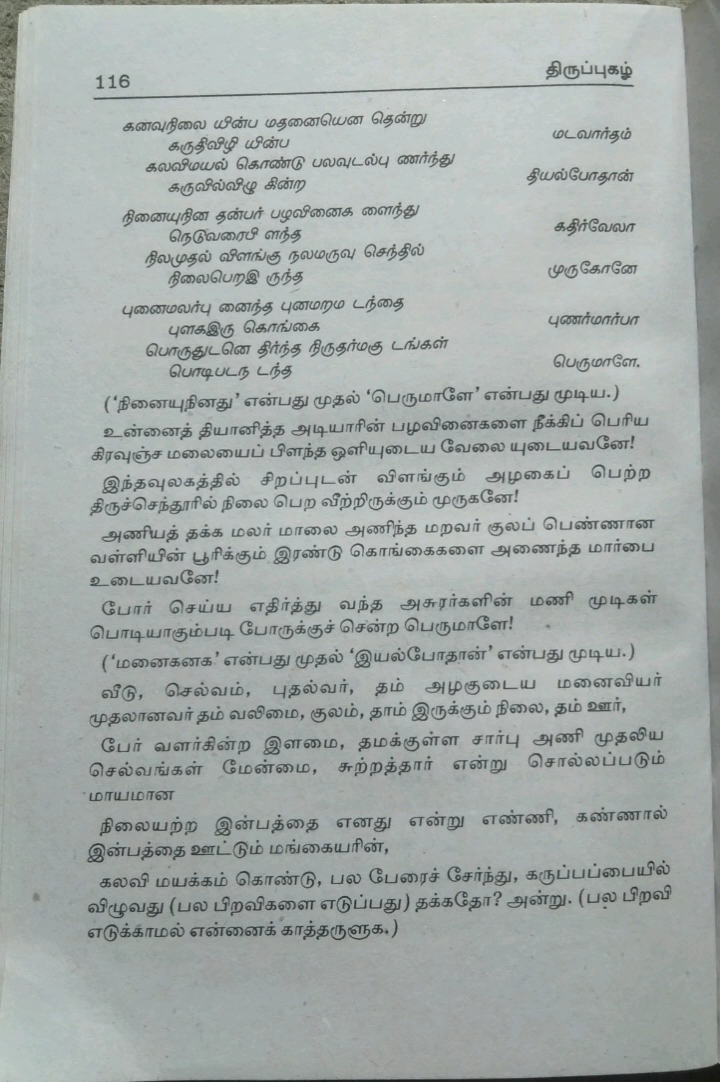 116 திருப்புகழ்
கனவுநிலை யின்ப மதனையென தென்று
கருதிவிழி யின்ப மடவார்தம்
கலவிமயல் கொண்டு பலவுடல்பு ணர்ந்து
கருவில்விழு கின்ற தியல்போதான்
நினையுநின தன்பர் பழவினைக ளைந்து
நெடுவரைபி ளந்த கதிர்வேலா
நிலமுதல் விளங்கு நலமருவு செந்தில்
நிலைபெறஇ ருந்த முருகோனே
புனைமலர்பு னைந்த புனமறம டந்தை
புளகஇரு கொங்கை புணர்மார்பா
பொருதுடனெ திர்ந்த நிருதர்மகு டங்கள்
பொடிபடந டந்த பெருமாளே.
(‘நினையுநினது’ என்பது முதல் ‘பெருமாளே’ என்பது முடிய.)
உன்னைத் தியானித்த அடியாரின் பழவினைகளை நீக்கிப் பெரிய
கிரவுஞ்ச மலையைப் பிளந்த ஒளியுடைய வேலை யுடையவனே!
இந்தவுலகத்தில் சிறப்புடன் விளங்கும் அழகைப் பெற்ற
திருச்செந்தூரில் நிலை பெற வீற்றிருக்கும் முருகனே!
அணியத் தக்க மலர் மாலை அணிந்த மறவர் குலப் பெண்ணான
வள்ளியின் பூரிக்கும் இரண்டு கொங்கைகளை அணைந்த மார்பை
உடையவனே!
போர் செய்ய எதிர்த்து வந்த அசுரர்களின் மணி முடிகள்
பொடியாகும்படி போருக்குச் சென்ற பெருமாளே!
(‘மனைகனக’ என்பது முதல் ‘இயல்போதான்’ என்பது முடிய.)
வீடு, செல்வம், புதல்வர், தம் அழகுடைய மனைவியர்
முதலானவர் தம் வலிமை, குலம், தாம் இருக்கும் நிலை, தம் ஊர்,
பேர் வளர்கின்ற இளமை, தமக்குள்ள சார்பு அணி முதலிய
செல்வங்கள் மேன்மை, சுற்றத்தார் என்று சொல்லப்படும்
மாயமான
நிலையற்ற இன்பத்தை எனது என்று எண்ணி, கண்ணால்
இன்பத்தை ஊட்டும் மங்கையரின்,
கலவி மயக்கம் கொண்டு, பல பேரைச் சேர்ந்து, கருப்பப்பையில்
விழுவது (பல பிறவிகளை எடுப்பது) தக்கதோ? அன்று. (பல பிறவி
எடுக்காமல் என்னைக் காத்தருளுக.)